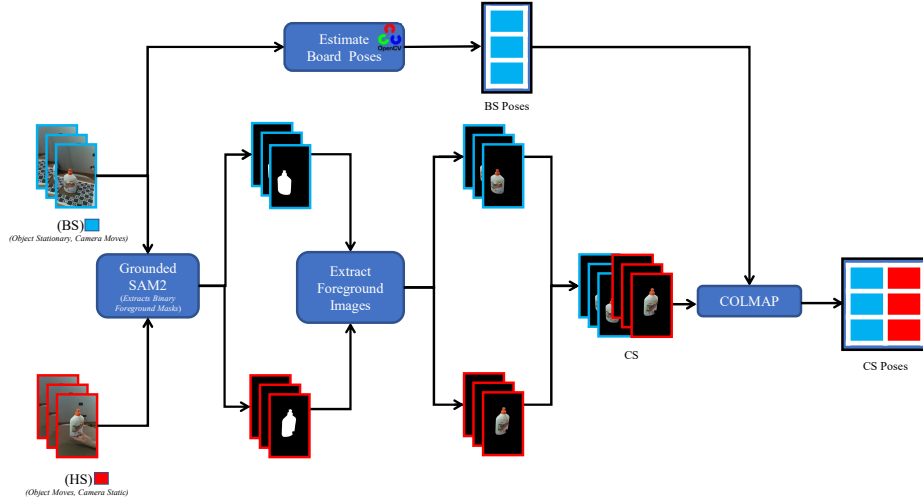 Estimate
Board Poses
OpenCV
BS Poses
(BS)
(Object Stationary, Camera Moves)
Grounded
SAM2
(Extracts Binary
Foreground Masks)
Extract
Foreground
Images
CS
COLMAP
CS Poses
(HS)
(Object Moves, Camera Static)